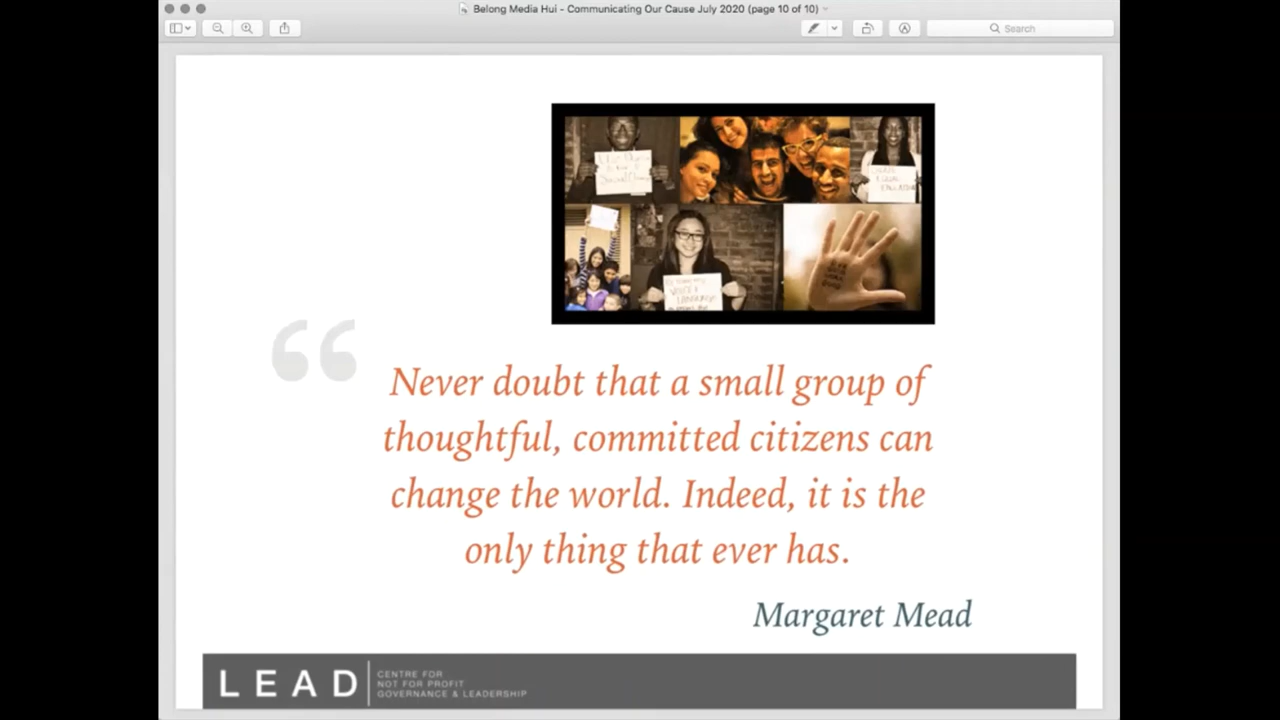 Belong Media Hui - Communicating Our Cause July 2020 (page 10 of 10)
Search
“
Never doubt that a small group of
thoughtful, committed citizens can
change the world. Indeed, it is the
only thing that ever has.
Margaret Mead
LEAD
CENTRE FOR
NOT FOR PROFIT
GOVERNANCE & LEADERSHIP